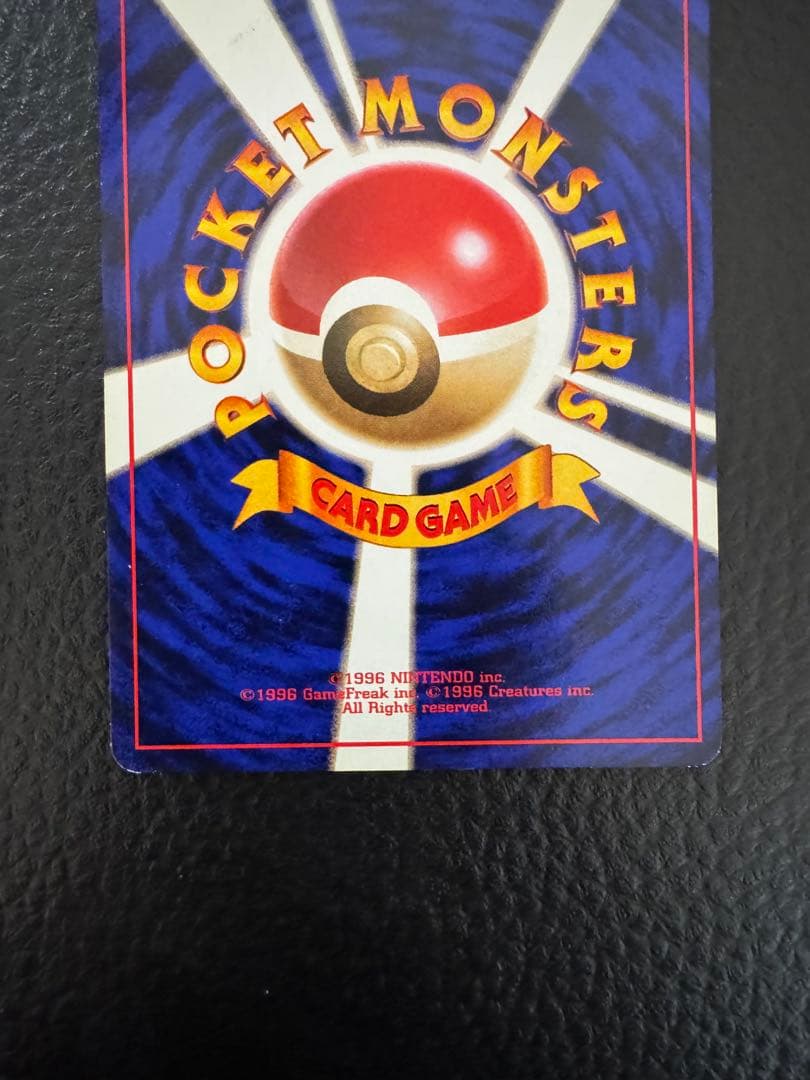 POCKET MONSTERS
CARD GAME
©1996 NINTENDO inc.
©1996 GameFreak inc. ©1996 Creatures inc.
All Rights reserved.